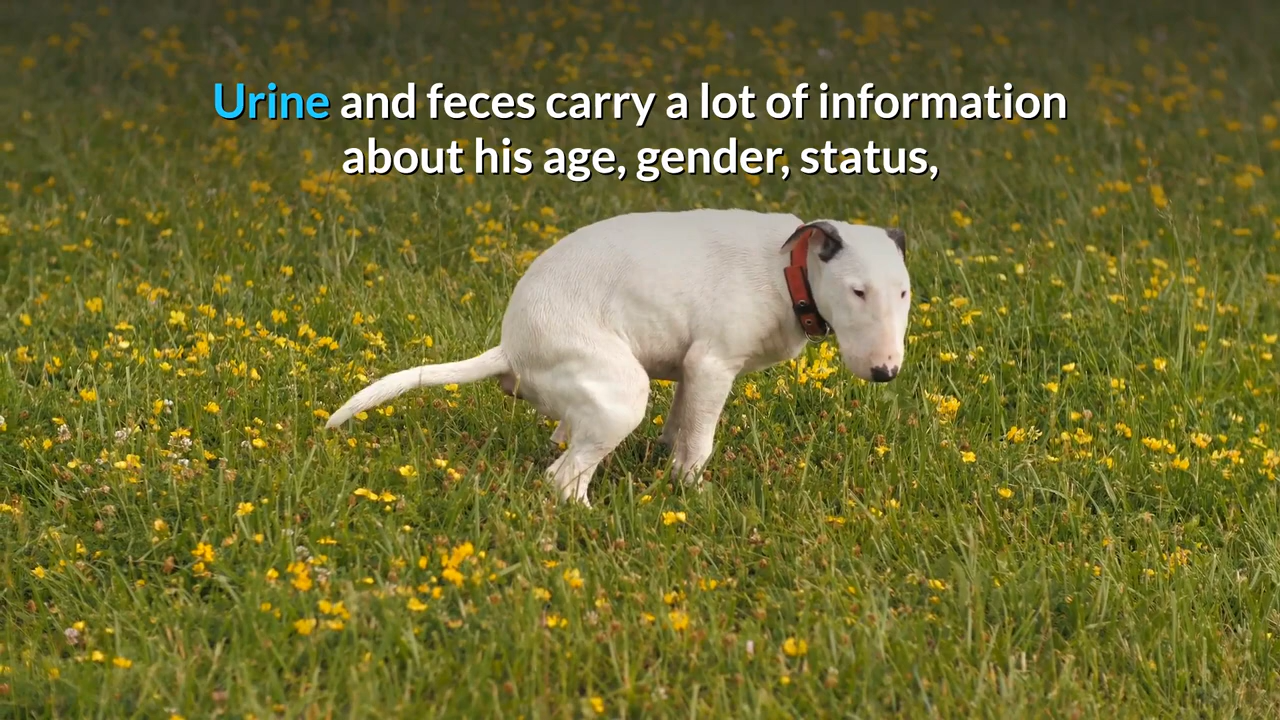 Urine and feces carry a lot of information
about his age, gender, status,